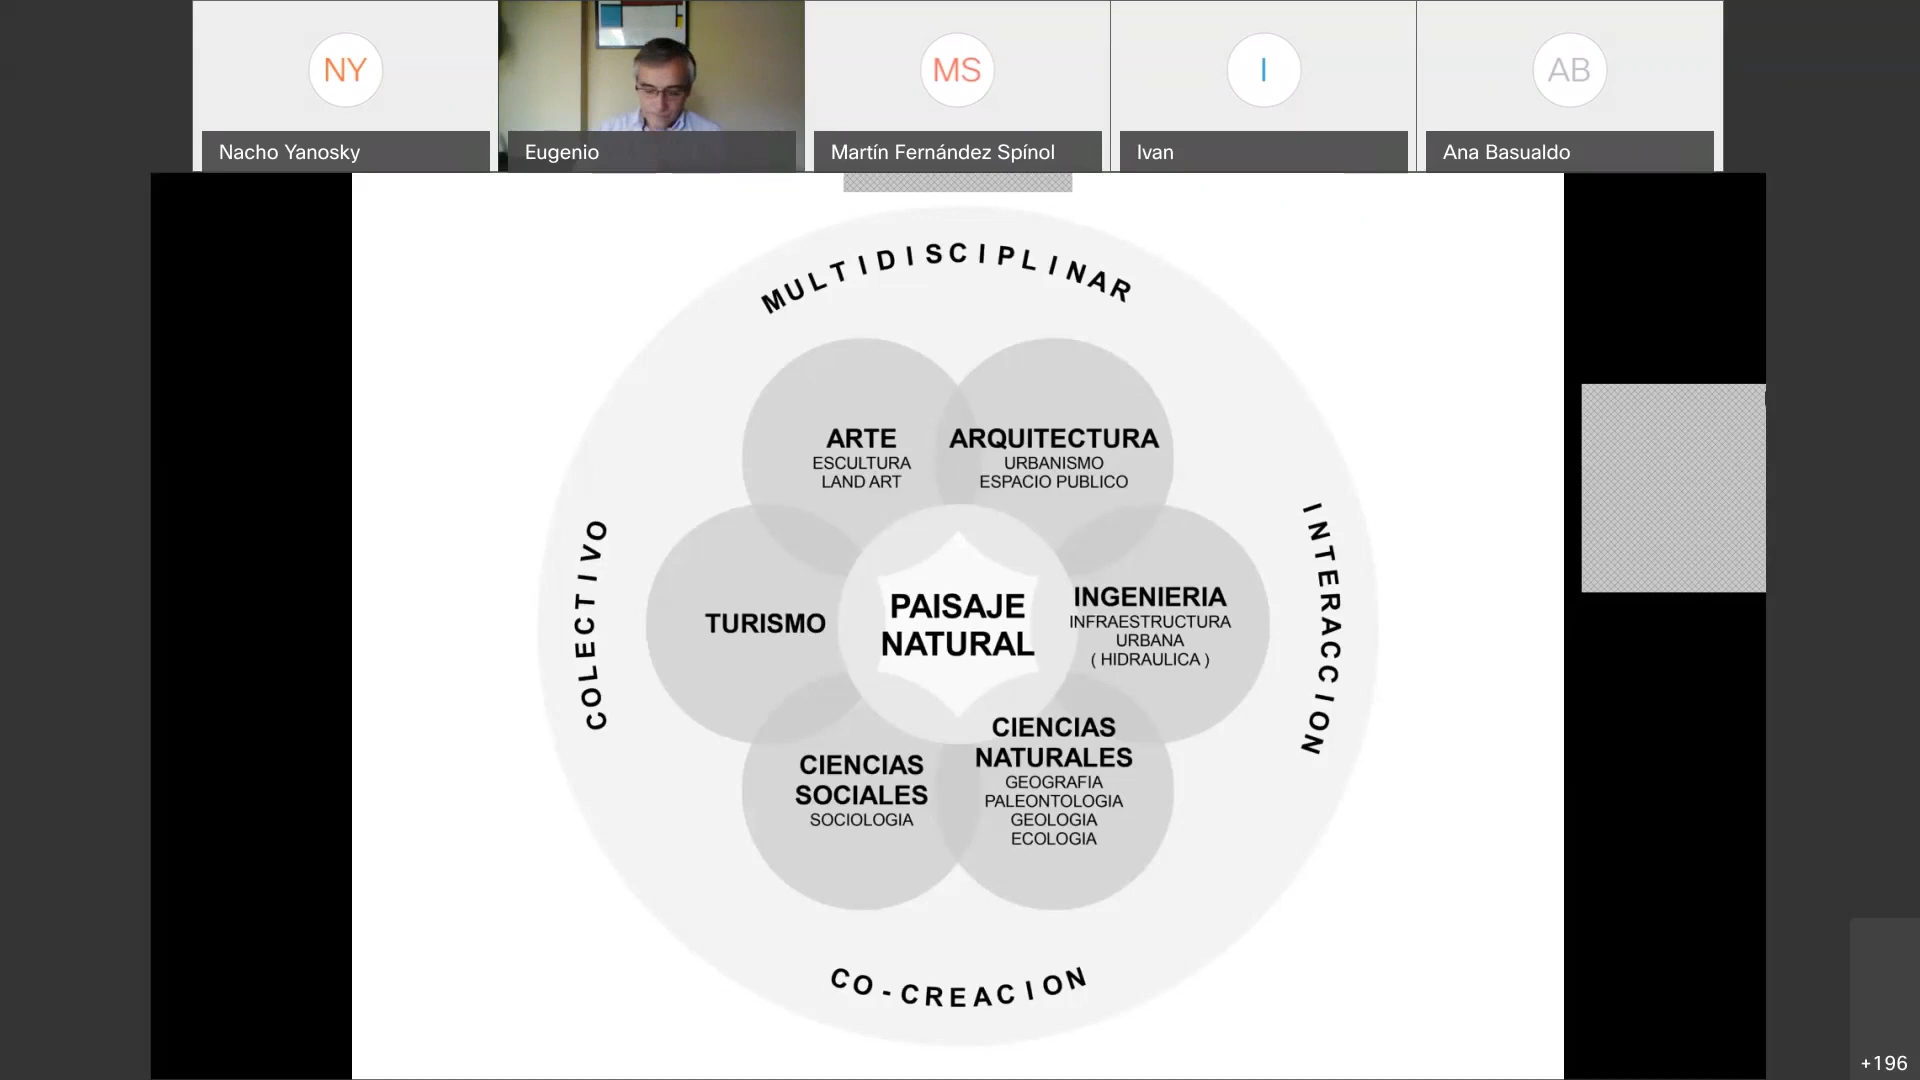 NY
MS
I
AB
Nacho Yanosky
Eugenio
Martín Fernández Spínol
Ivan
Ana Basualdo
MULTIDISCIPLINAR
ARTE
ESCULTURA
LAND ART
ARQUITECTURA
URBANISMO
ESPACIO PUBLICO
COLECTIVO
INTERACCION
TURISMO
PAISAJE
NATURAL
INGENIERIA
INFRAESTRUCTURA
URBANA
( HIDRAULICA )
CIENCIAS
SOCIALES
SOCIOLOGIA
CIENCIAS
NATURALES
GEOGRAFIA
PALEONTOLOGIA
GEOLOGIA
ECOLOGIA
CO-CREACION
+196